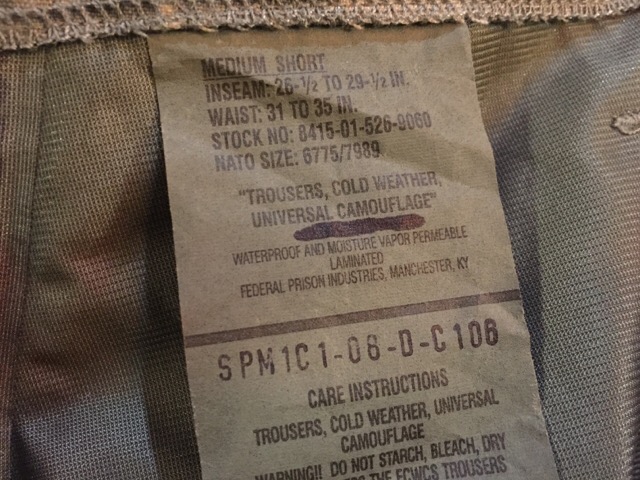 MEDIUM SHORT
INSEAM: 26-½ TO 29-½ IN.
WAIST: 31 TO 35 IN.
STOCK NO: 8415-01-526-9060
NATO SIZE: 6775/7989
"TROUSERS, COLD WEATHER,
UNIVERSAL CAMOUFLAGE"
WATERPROOF AND MOISTURE VAPOR PERMEABLE
LAMINATED
FEDERAL PRISON INDUSTRIES, MANCHESTER, KY
SPM1C1-08-D-C106
CARE INSTRUCTIONS
TROUSERS, COLD WEATHER, UNIVERSAL
CAMOUFLAGE
WARNING!! DO NOT STARCH, BLEACH, DRY
THE ECWCS TROUSERS